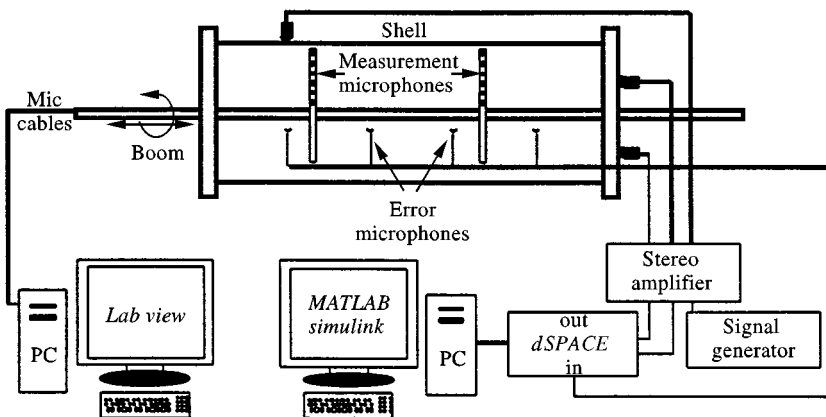 Shell
Measurement
microphones
Mic
cables
Boom
Error
microphones
Stereo
amplifier
Lab view
MATLAB
simulink
PC
PC
out
dSPACE
in
Signal
generator